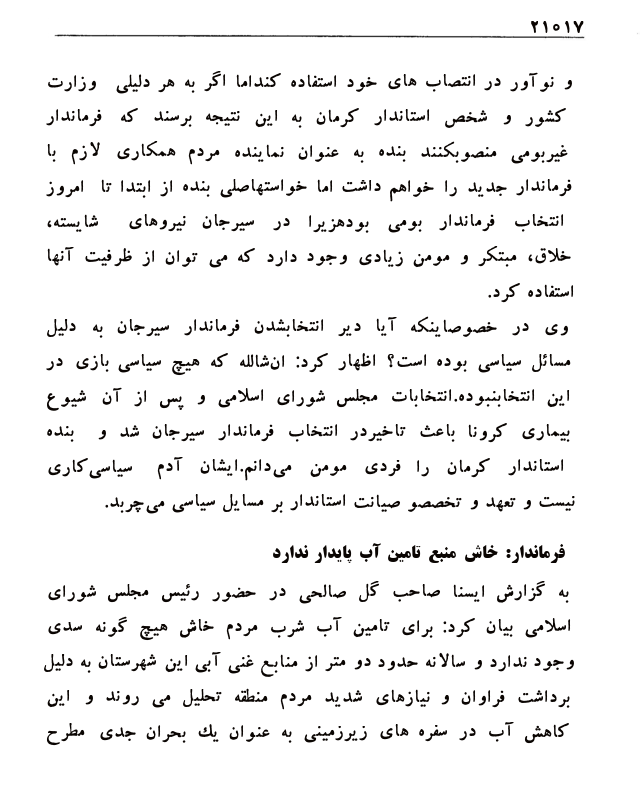 ۲۱۰۱۷
و نوآور در انتصاب های خود استفاده کنداما اگر به هر دلیلی وزارت
کشور و شخص استاندار کرمان به این نتیجه برسند که فرماندار
غیربومی منصوبکنند بنده به عنوان نماینده مردم همکاری لازم با
فرماندار جدید را خواهم داشت اما خواستهاصلی بنده از ابتدا تا امروز
انتخاب فرماندار بومی بودهزیرا در سیرجان نیروهای شایسته،
خلاق، مبتکر و مومن زیادی وجود دارد که می توان از ظرفیت آنها
استفاده کرد.
وی در خصوصاینکه آیا دیر انتخابشدن فرماندار سیرجان به دلیل
مسائل سیاسی بوده است؟ اظهار کرد: انشالله که هیچ سیاسی بازی در
این انتخابنبوده.انتخابات مجلس شورای اسلامی و پس از آن شیوع
بیماری کرونا باعث تاخیردر انتخاب فرماندار سیرجان شد و بنده
استاندار کرمان را فردی مومن می‌دانم.ایشان آدم سیاسی‌کاری
نیست و تعهد و تخصصو صیانت استاندار بر مسایل سیاسی می‌چربد.
فرماندار: خاش منبع تامین آب پایدار ندارد
به گزارش ایسنا صاحب گل صالحی در حضور رئیس مجلس شورای
اسلامی بیان کرد: برای تامین آب شرب مردم خاش هیچ گونه سدی
وجود ندارد و سالانه حدود دو متر از منابع غنی آبی این شهرستان به دلیل
برداشت فراوان و نیازهای شدید مردم منطقه تحلیل می روند و این
کاهش آب در سفره های زیرزمینی به عنوان یك بحران جدی مطرح